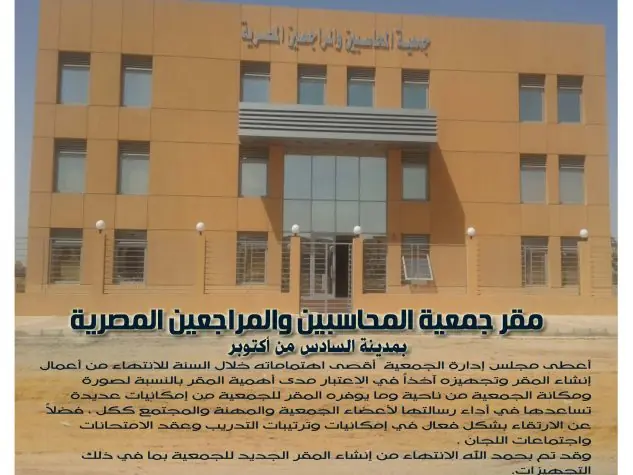 جمعية المحاسبين والمراجعين المصرية
مقر جمعية المحاسبين والمراجعين المصرية
بمدينة السادس من أكتوبر
أعطى مجلس إدارة الجمعية أقصى اهتماماته خلال السنة للانتهاء من أعمال
إنشاء المقر وتجهيزه آخذاً في الاعتبار مدى أهمية المقر بالنسبة لصورة
ومكانة الجمعية من ناحية وما يوفره المقر للجمعية من إمكانيات عديدة
تساعدها في أداء رسالتها لأعضاء الجمعية والمهنة والمجتمع ككل ، فضلاً
عن الارتقاء بشكل فعال في إمكانيات وترتيبات التدريب وعقد الامتحانات
واجتماعات اللجان .
وقد تم بحمد الله الانتهاء من إنشاء المقر الجديد للجمعية بما في ذلك
التجهيزات.